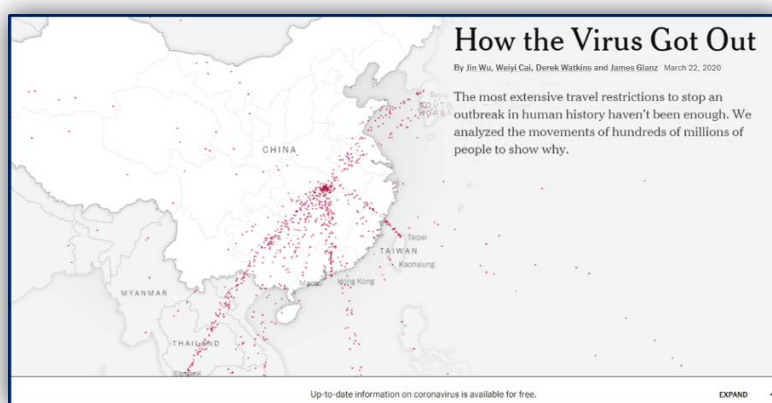 How the Virus Got Out
By Jin Wu, Weiyi Cai, Derek Watkins and James Glanz March 22, 2020
The most extensive travel restrictions to stop an
outbreak in human history haven't been enough. We
analyzed the movements of hundreds of millions of
people to show why.
Seoul
SOUTH
KOREA
CHINA
Taipei
TAIWAN
Kaohsiung
Macau
Hong Kong
MYANMAR
THAILAND
Bangkok
Up-to-date information on coronavirus is available for free.
EXPAND